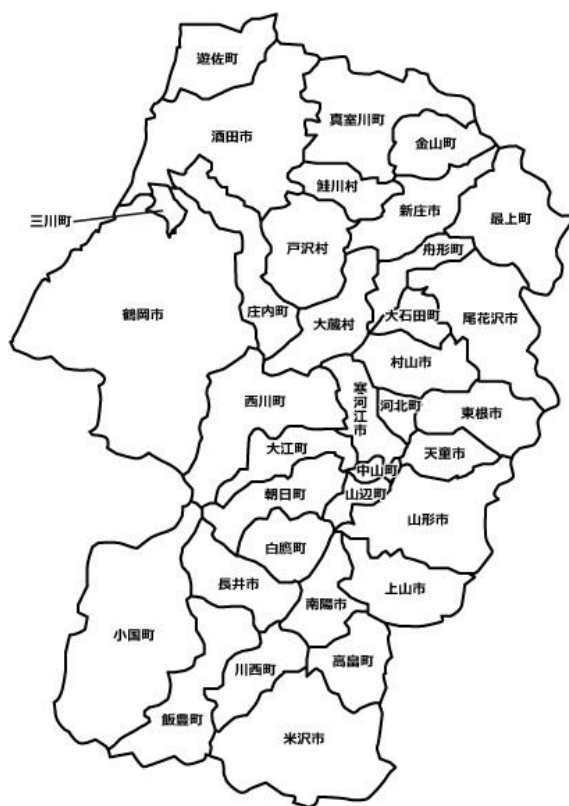 遊佐町
真室川町
酒田市
金山町
鮭川村
新庄市
最上町
三川町
戸沢村
舟形町
鶴岡市
庄内町
大蔵村
大石田町
尾花沢市
村山市
西川町
寒河江市
河北町
東根市
大江町
天童市
中山町
朝日町
山辺町
山形市
白鷹町
長井市
上山市
南陽市
小国町
高畠町
川西町
飯豊町
米沢市